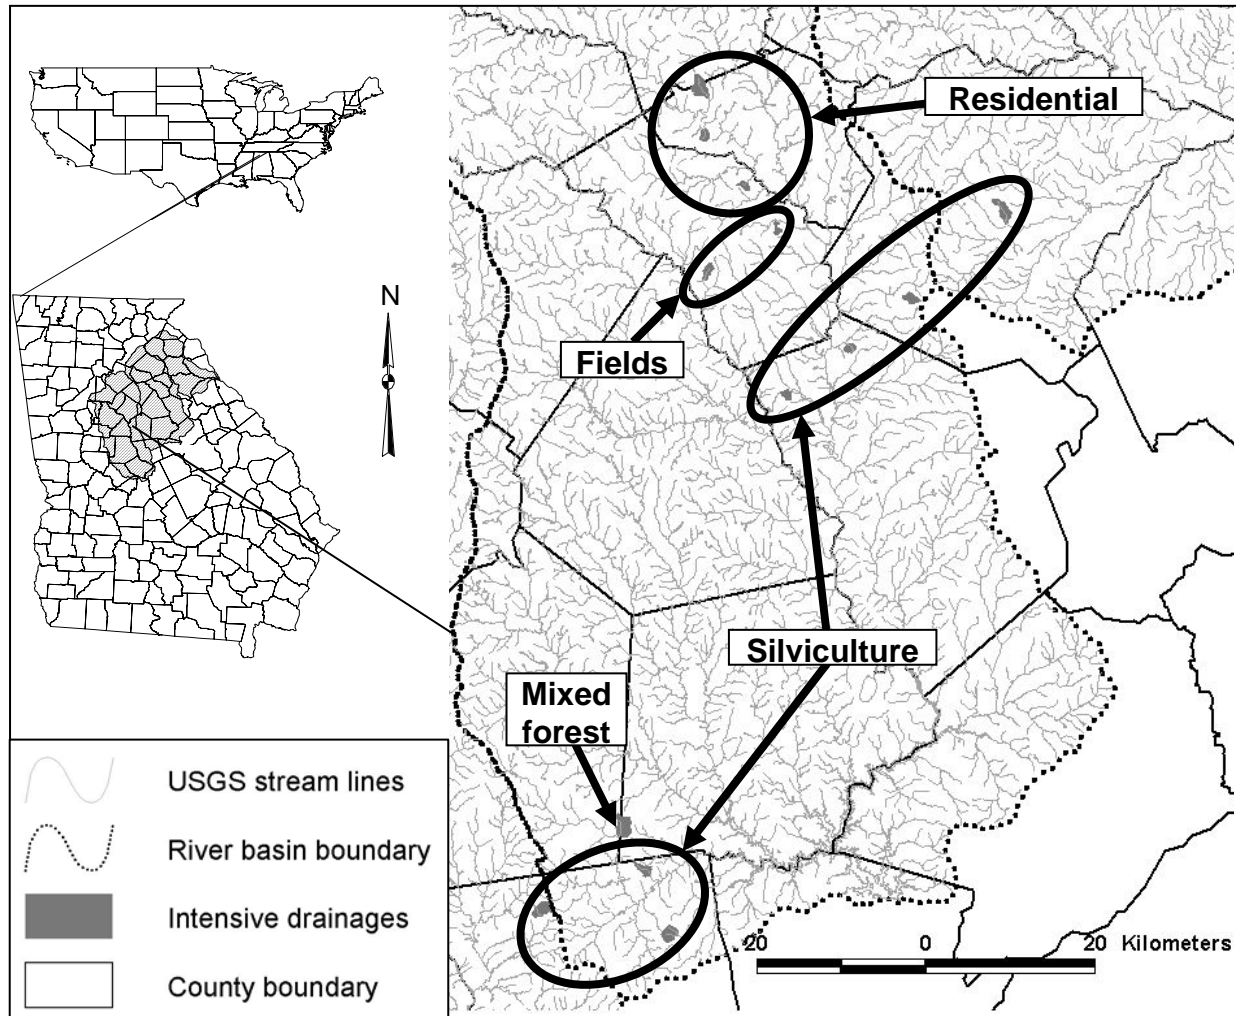 Residential
N
Fields
Silviculture
Mixed
forest
USGS stream lines
River basin boundary
Intensive drainages
County boundary
20 0 20 Kilometers